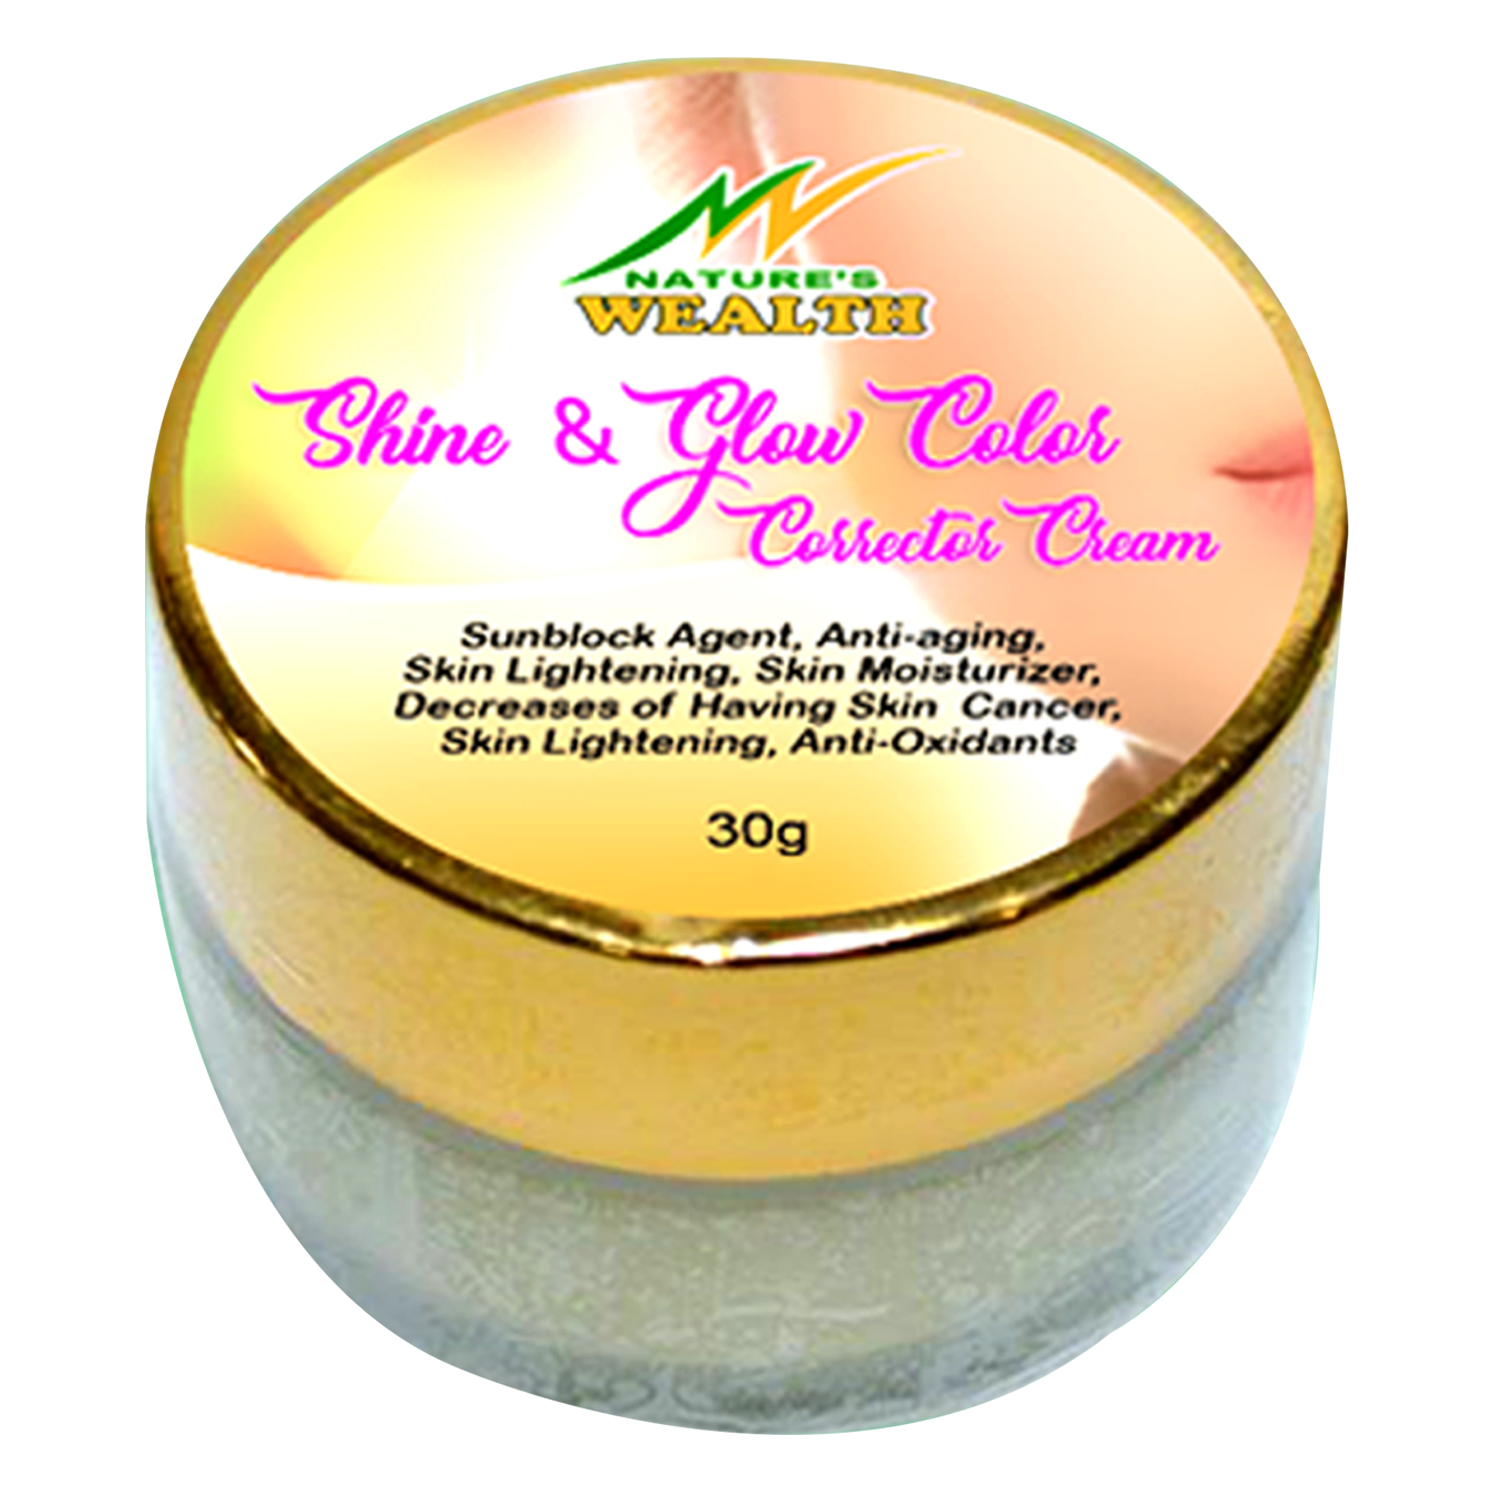 NATURE'S
WEALTH
Shine & Glow Color
Corrector Cream
Sunblock Agent, Anti-aging,
Skin Lightening, Skin Moisturizer,
Decreases of Having Skin Cancer,
Skin Lightening, Anti-Oxidants
30g